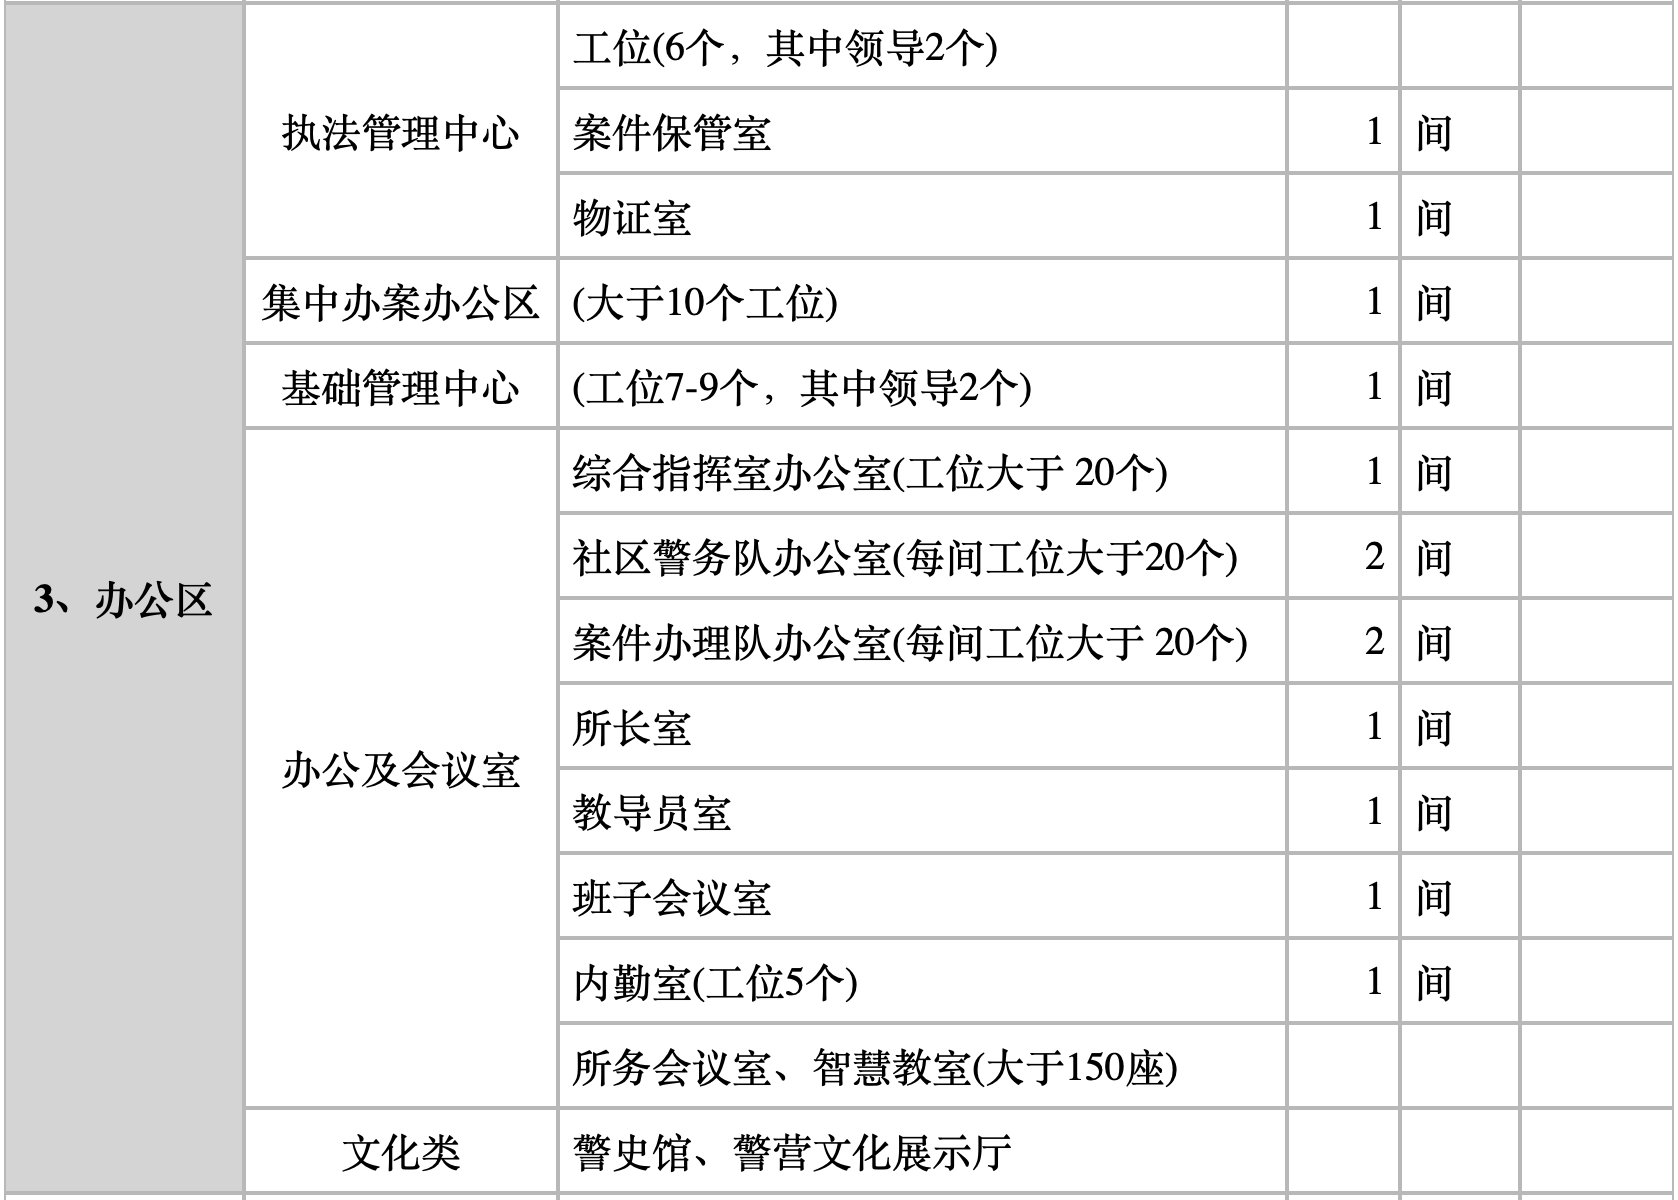 3、办公区
执法管理中心
工位(6个，其中领导2个)
案件保管室 1 间
物证室 1 间
集中办案办公区 (大于10个工位) 1 间
基础管理中心 (工位7-9个，其中领导2个) 1 间
办公及会议室
综合指挥室办公室(工位大于 20个) 1 间
社区警务队办公室(每间工位大于20个) 2 间
案件办理队办公室(每间工位大于 20个) 2 间
所长室 1 间
教导员室 1 间
班子会议室 1 间
内勤室(工位5个) 1 间
所务会议室、智慧教室(大于150座)
文化类 警史馆、警营文化展示厅